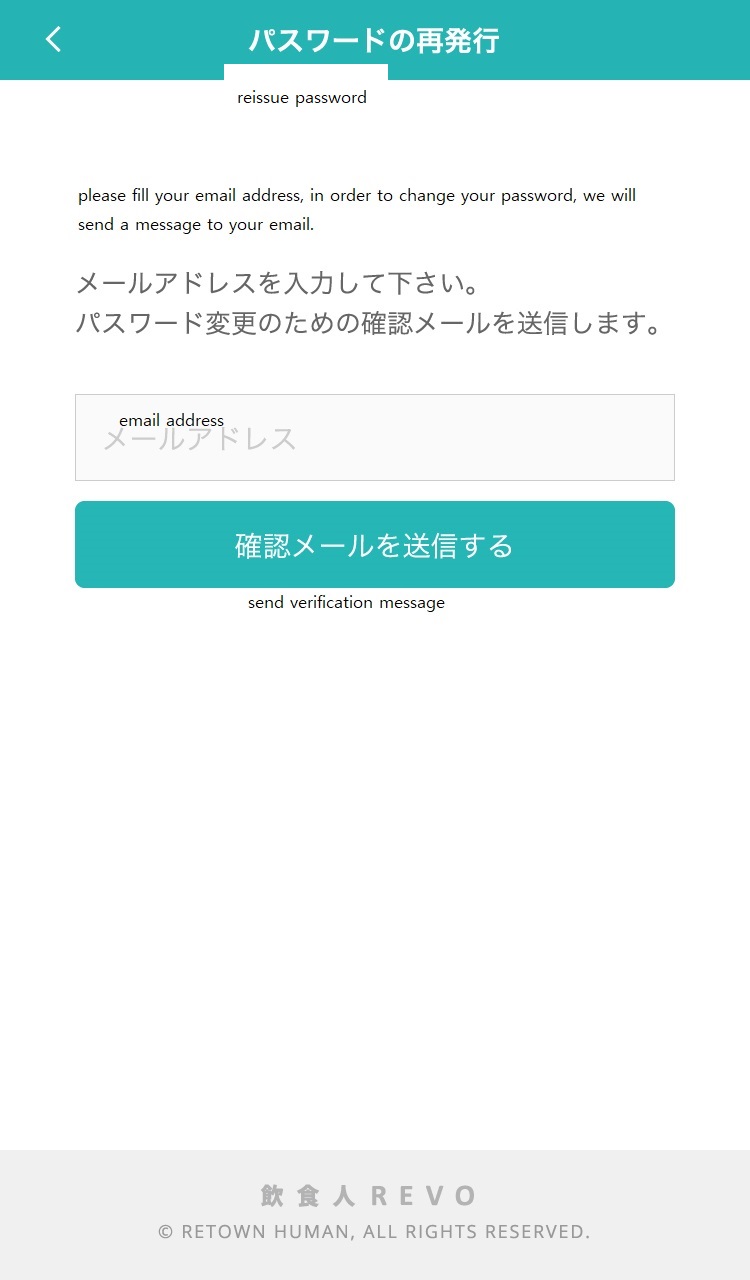 パスワードの再発行
reissue password
please fill your email address, in order to change your password, we will
send a message to your email.
メールアドレスを入力して下さい。
パスワード変更のための確認メールを送信します。
email address
メールアドレス
確認メールを送信する
send verification message
飲食人REVO
© RETOWN HUMAN, ALL RIGHTS RESERVED.